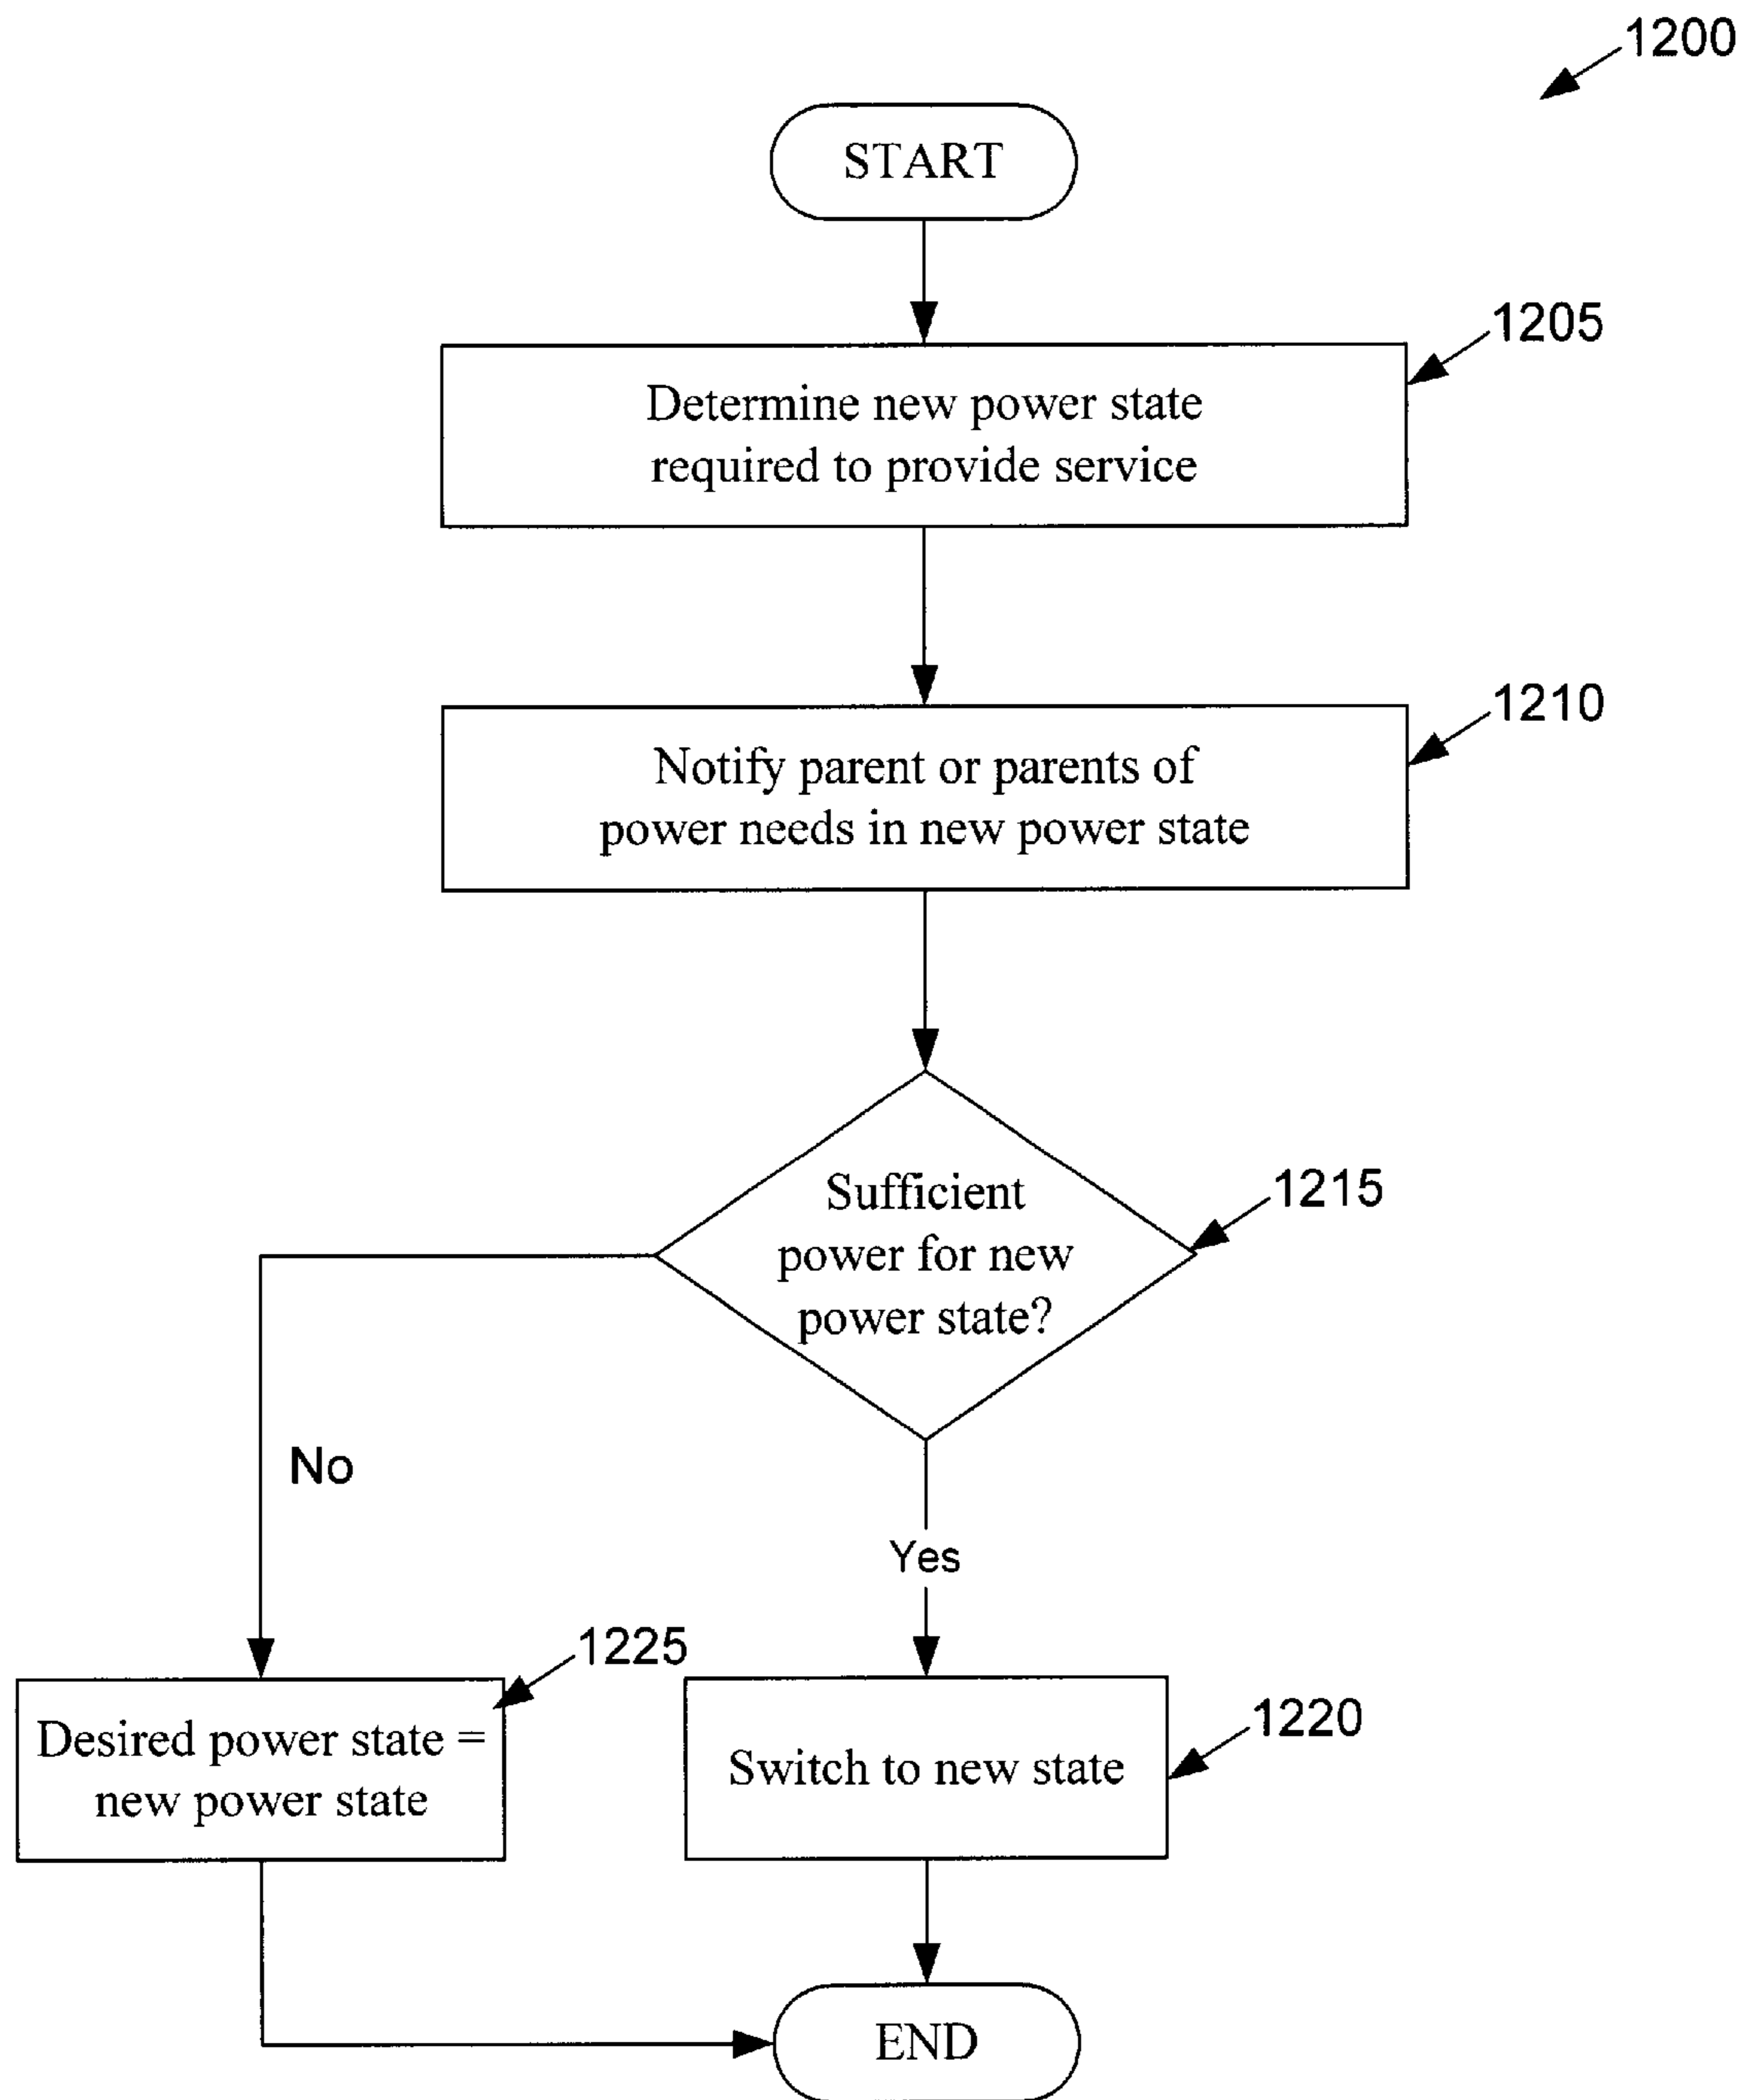 1200
START
1205
Determine new power state
required to provide service
1210
Notify parent or parents of
power needs in new power state
1215
Sufficient
power for new
power state?
No
Yes
1225
Desired power state =
new power state
1220
Switch to new state
END